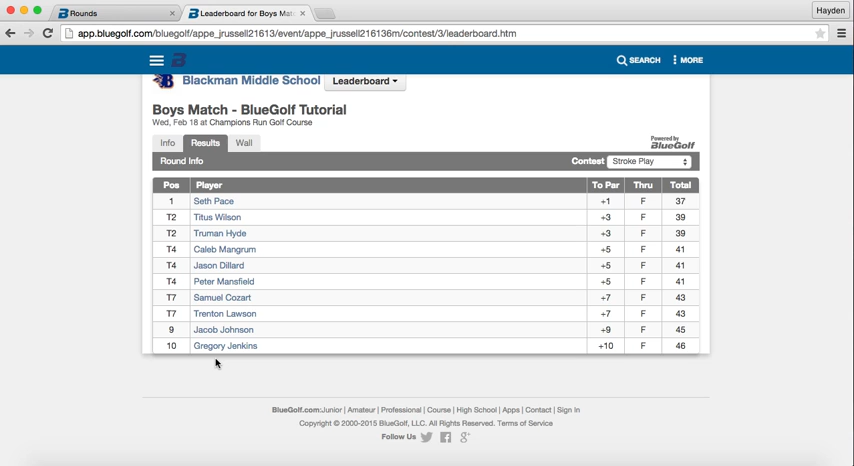 Rounds
Leaderboard for Boys Mat
Hayden
app.bluegolf.com/bluegolf/appe_jrussell21613/event/appe_jrussell216136m/contest/3/leaderboard.htm
SEARCH MORE
Blackman Middle School Leaderboard
Boys Match - BlueGolf Tutorial
Wed, Feb 18 at Champions Run Golf Course
Info Results Wall
Powered by
BlueGolf
Round Info Contest Stroke Play
Pos Player To Par Thru Total
1 Seth Pace +1 F 37
T2 Titus Wilson +3 F 39
T2 Truman Hyde +3 F 39
T4 Caleb Mangrum +5 F 41
T4 Jason Dillard +5 F 41
T4 Peter Mansfield +5 F 41
T7 Samuel Cozart +7 F 43
T7 Trenton Lawson +7 F 43
9 Jacob Johnson +9 F 45
10 Gregory Jenkins +10 F 46
BlueGolf.com:Junior | Amateur | Professional | Course | High School | Apps | Contact | Sign In
Copyright © 2000-2015 BlueGolf, LLC. All Rights Reserved. Terms of Service
Follow Us